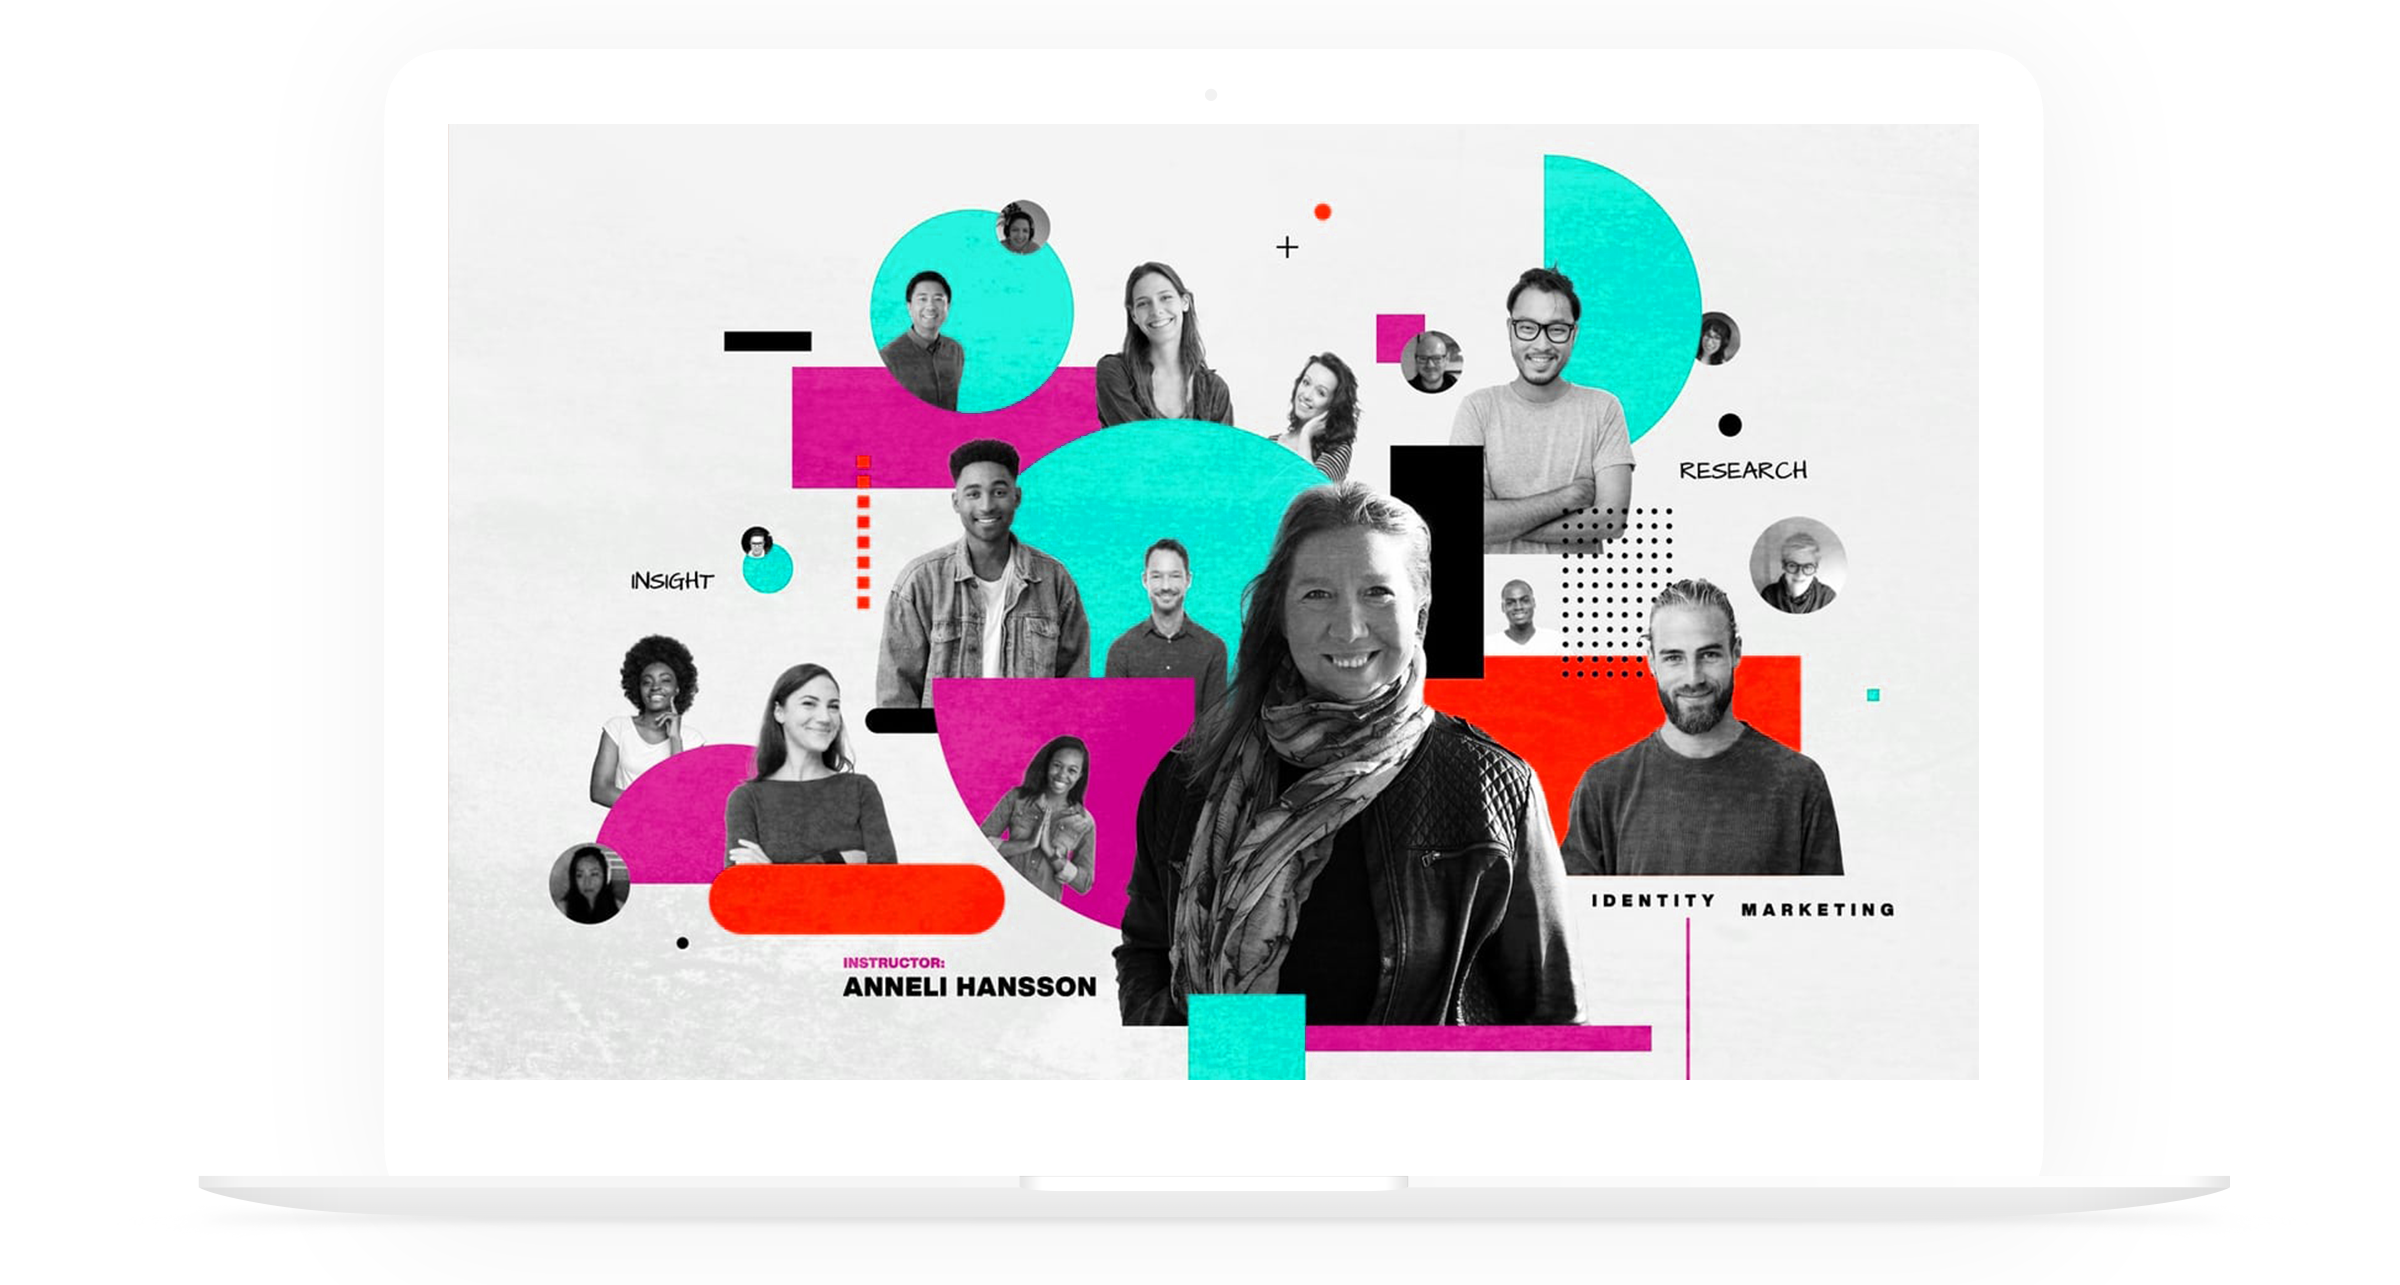 RESEARCH
INSIGHT
IDENTITY
MARKETING
INSTRUCTOR:
ANNELI HANSSON